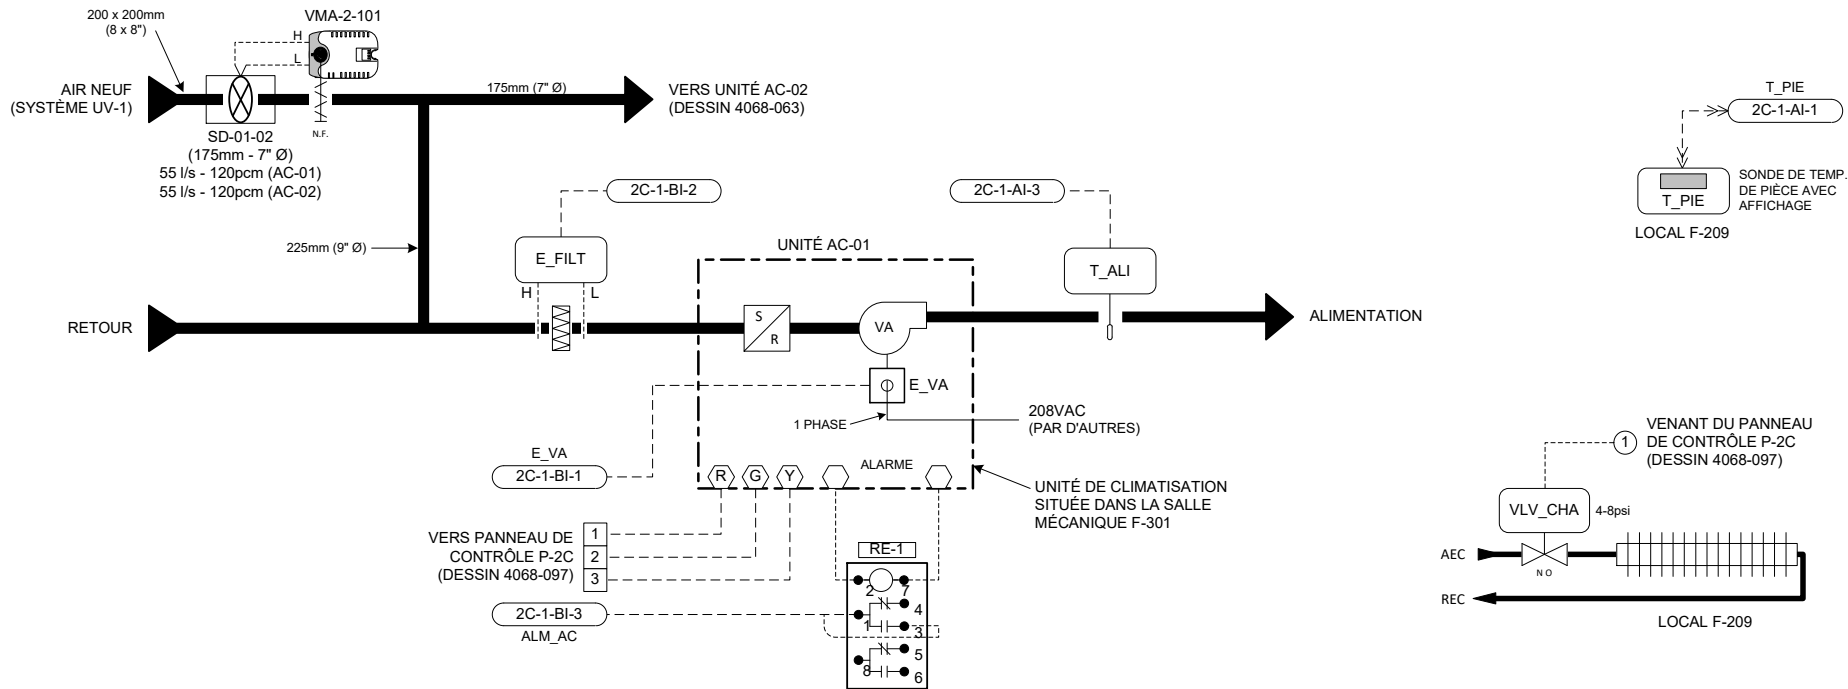 200 x 200mm
(8 x 8")
VMA-2-101
H
L
AIR NEUF
(SYSTÈME UV-1)
175mm (7" Ø)
VERS UNITÉ AC-02
(DESSIN 4068-063)
N.F.
SD-01-02
(175mm - 7" Ø)
55 l/s - 120pcm (AC-01)
55 l/s - 120pcm (AC-02)
T_PIE
2C-1-AI-1
T_PIE
SONDE DE TEMP.
DE PIÈCE AVEC
AFFICHAGE
LOCAL F-209
2C-1-BI-2
2C-1-AI-3
225mm (9" Ø)
E_FILT
H
L
UNITÉ AC-01
T_ALI
RETOUR
S
R
VA
ALIMENTATION
E_VA
1 PHASE
208VAC
(PAR D'AUTRES)
E_VA
2C-1-BI-1
R
G
Y
ALARME
UNITÉ DE CLIMATISATION
SITUÉE DANS LA SALLE
MÉCANIQUE F-301
VERS PANNEAU DE
CONTRÔLE P-2C
(DESSIN 4068-097)
1
2
3
2C-1-BI-3
ALM_AC
RE-1
2
7
4
1
3
5
8
6
1
VENANT DU PANNEAU
DE CONTRÔLE P-2C
(DESSIN 4068-097)
VLV_CHA
4-8psi
AEC
N O
REC
LOCAL F-209